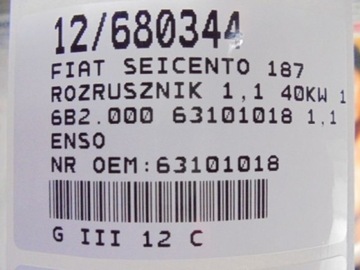 12/680344
FIAT SEICENTO 187
ROZRUSZNIK 1,1 40KW 1
6B2.000 63101018 1,1
ENSO
NR OEM:63101018
G III 12 C